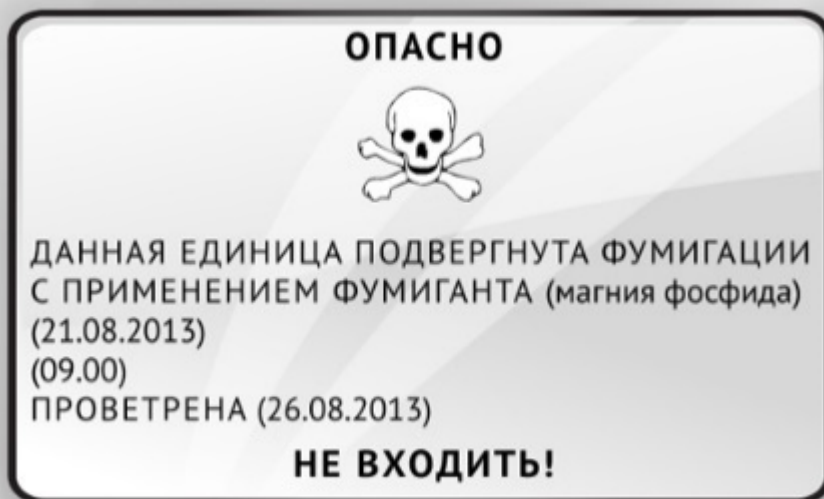 ОПАСНО
ДАННАЯ ЕДИНИЦА ПОДВЕРГНУТА ФУМИГАЦИИ
С ПРИМЕНЕНИЕМ ФУМИГАНТА (магния фосфида)
(21.08.2013)
(09.00)
ПРОВЕТРЕНА (26.08.2013)
НЕ ВХОДИТЬ!